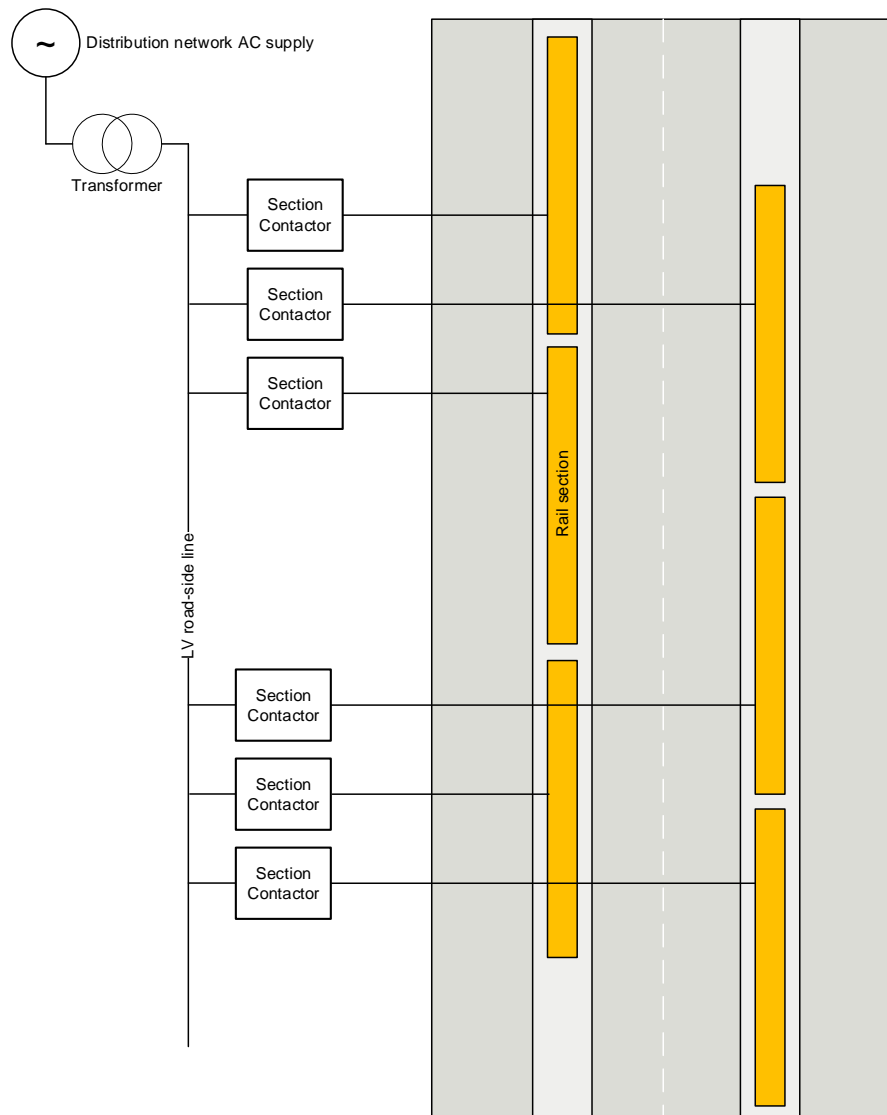 ~
Distribution network AC supply
Transformer
Section
Contactor
Section
Contactor
Section
Contactor
Rail section
LV road-side line
Section
Contactor
Section
Contactor
Section
Contactor